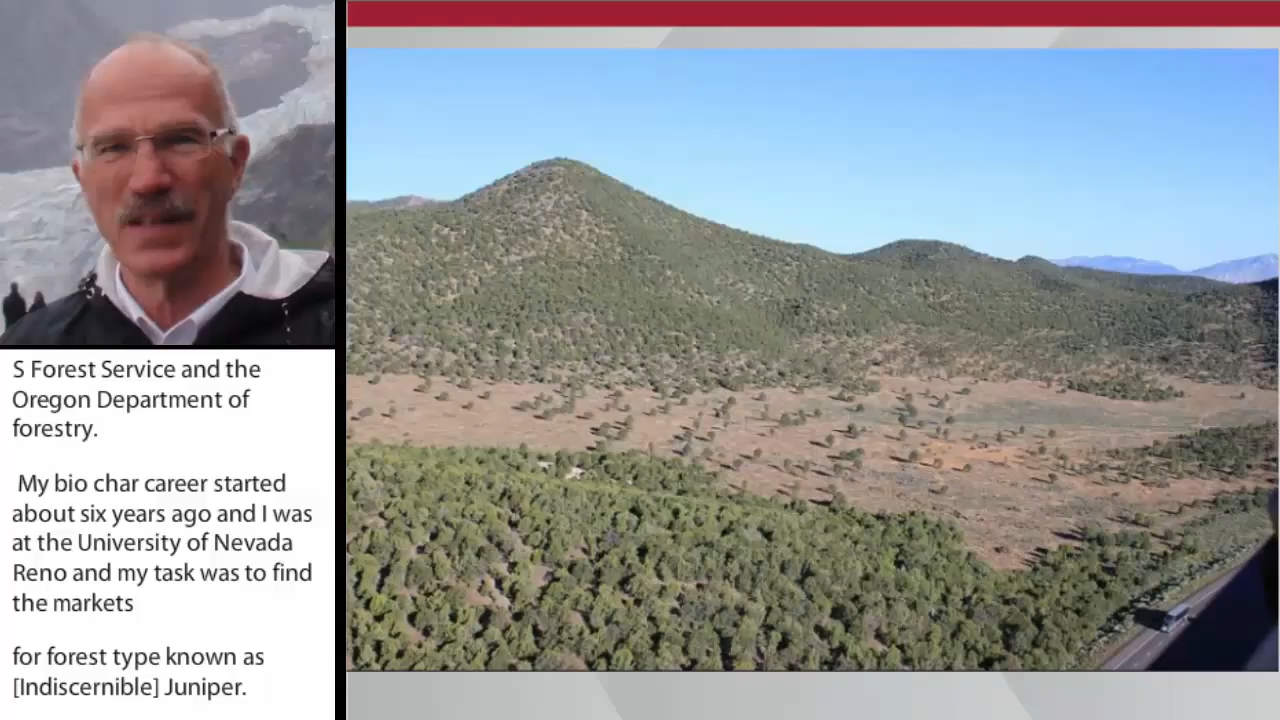 S Forest Service and the
Oregon Department of
forestry.
My bio char career started
about six years ago and I was
at the University of Nevada
Reno and my task was to find
the markets
for forest type known as
[Indiscernible] Juniper.